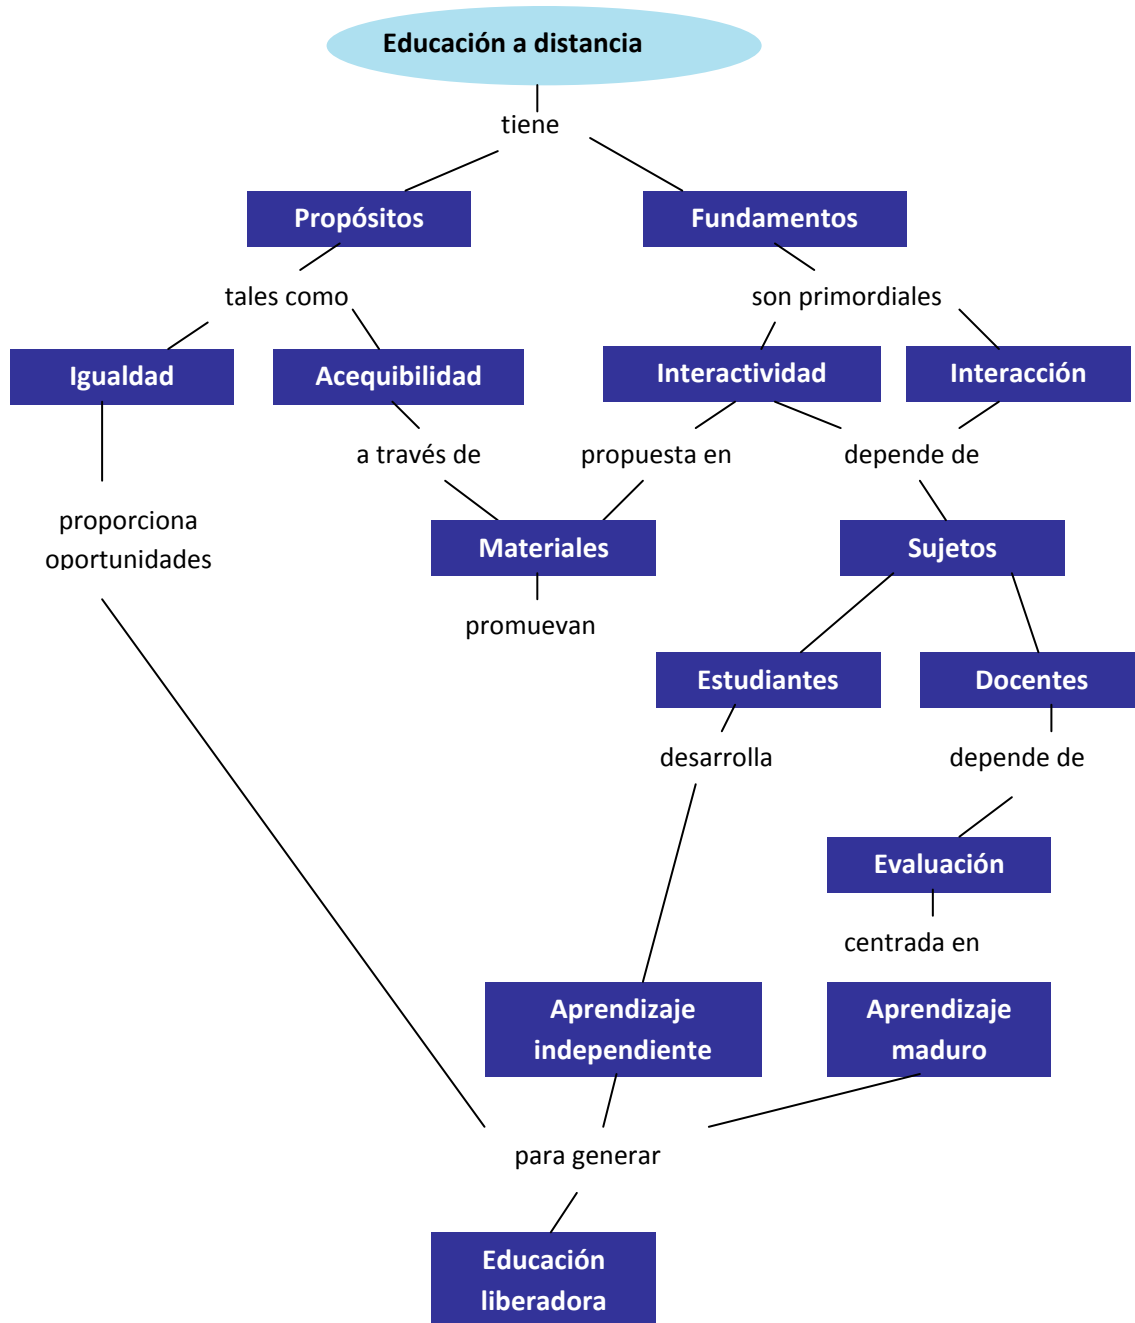 Educación a distancia
tiene
Propósitos
Fundamentos
tales como
son primordiales
Igualdad
Acequibilidad
Interactividad
Interacción
a través de
propuesta en
depende de
proporciona
oportunidades
Materiales
Sujetos
promuevan
Estudiantes
Docentes
desarrolla
depende de
Evaluación
centrada en
Aprendizaje
independiente
Aprendizaje
maduro
para generar
Educación
liberadora